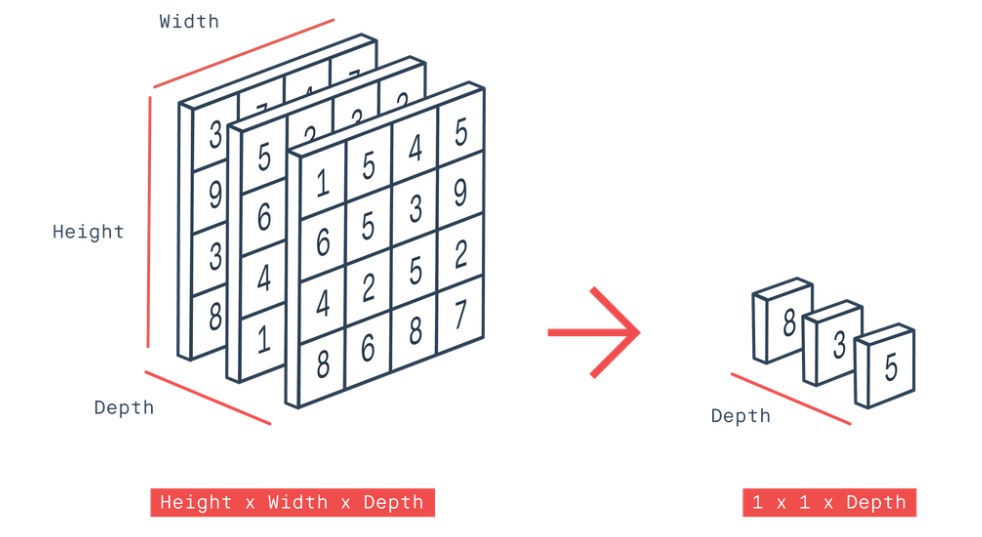 Width
3
9
3
8
5
6
4
1
1 5 4 5
6 5 3 9
4 2 5 2
8 6 8 7
Height
Depth
8
3
5
Depth
Height x Width x Depth
1 x 1 x Depth